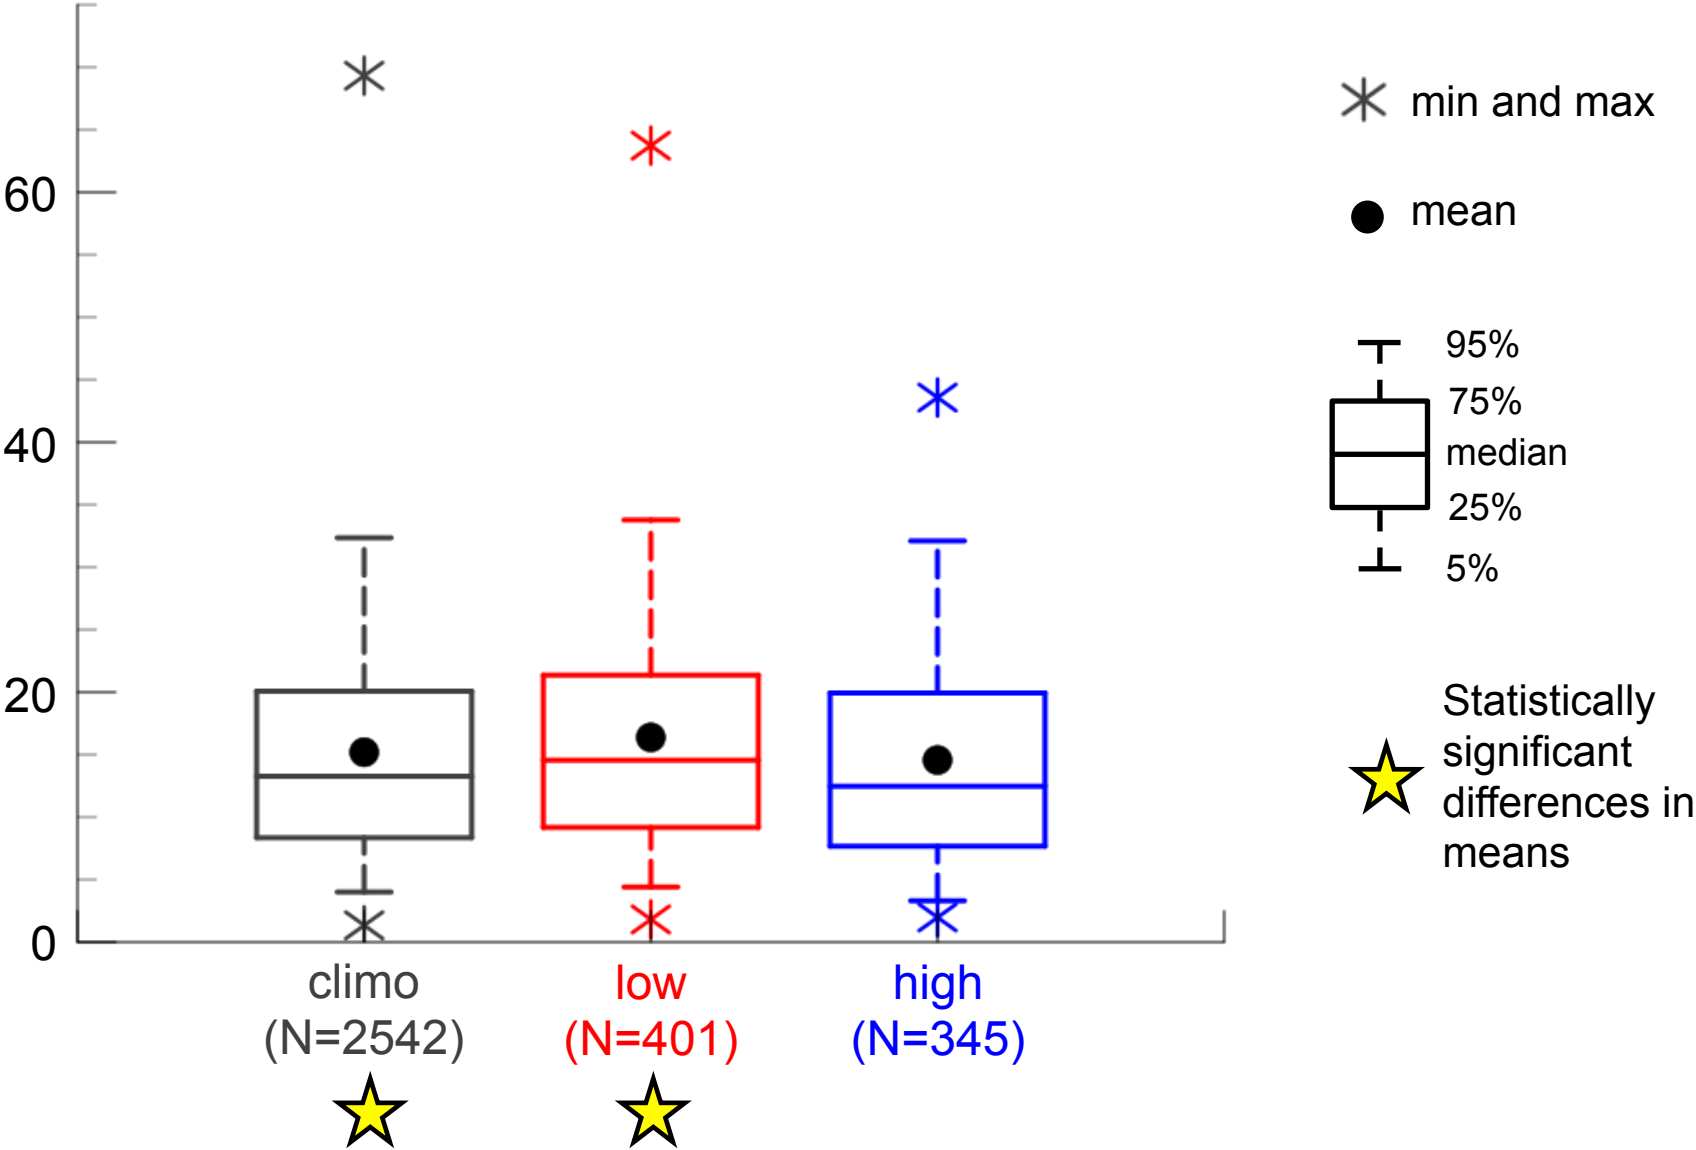 60
40
20
0
climo
(N=2542)
low
(N=401)
high
(N=345)
min and max
mean
95%
75%
median
25%
5%
Statistically
significant
differences in
means